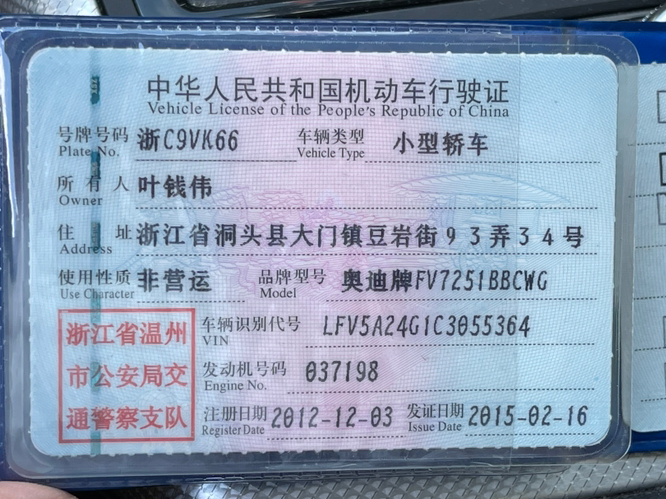 中华人民共和国机动车行驶证
Vehicle License of the People's Republic of China
号牌号码 浙C9VK66 车辆类型 小型轿车
Plate No. Vehicle Type
所有人 叶钱伟
Owner
住址 浙江省洞头县大门镇豆岩街93弄34号
Address
使用性质 非营运 品牌型号 奥迪牌FV7251BBCWG
Use Character Model
浙江省温州
市公安局交
通警察支队
车辆识别代号 LFV5A24G1C3055364
VIN
发动机号码 037198
Engine No.
注册日期 2012-12-03 发证日期 2015-02-16
Register Date Issue Date